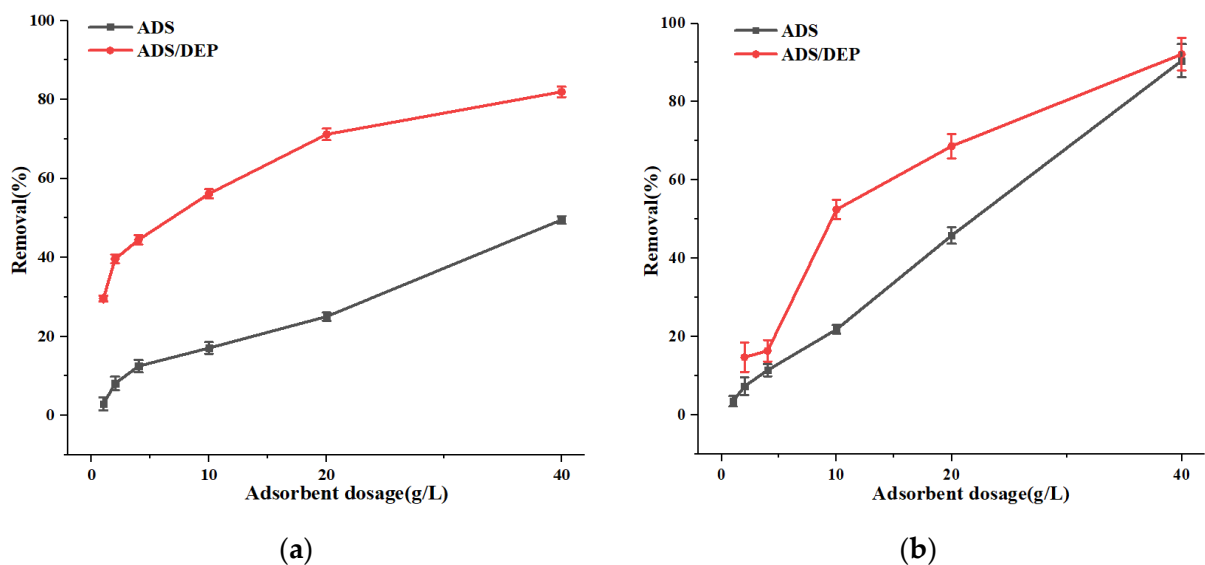 ADS
ADS/DEP
Removal(%)
100
80
60
40
20
0
0 10 20 40
Adsorbent dosage(g/L)
(a)
ADS
ADS/DEP
Removal(%)
100
80
60
40
20
0
0 10 20 40
Adsorbent dosage(g/L)
(b)